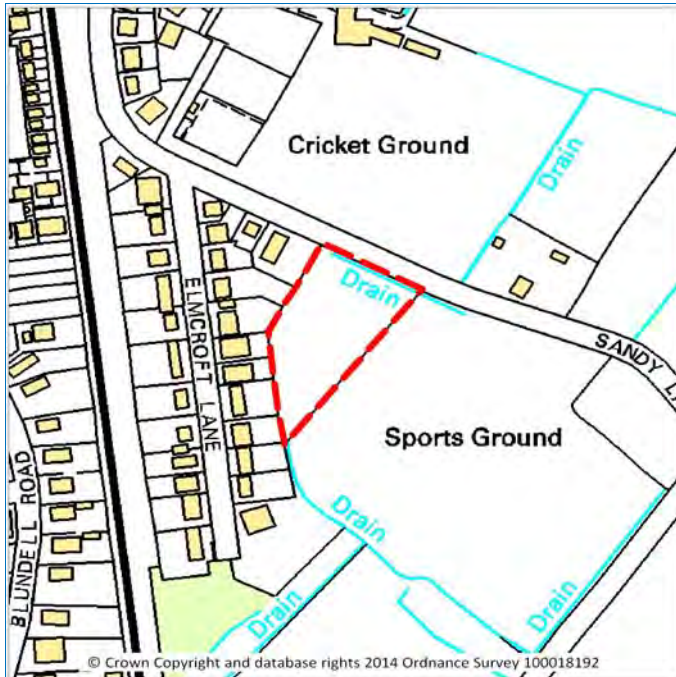 Cricket Ground
Drain
Drain
ELMCROFT LANE
SANDY LA
Sports Ground
BLUNDELL ROAD
Drain
Drain
Drain
© Crown Copyright and database rights 2014 Ordnance Survey 100018192